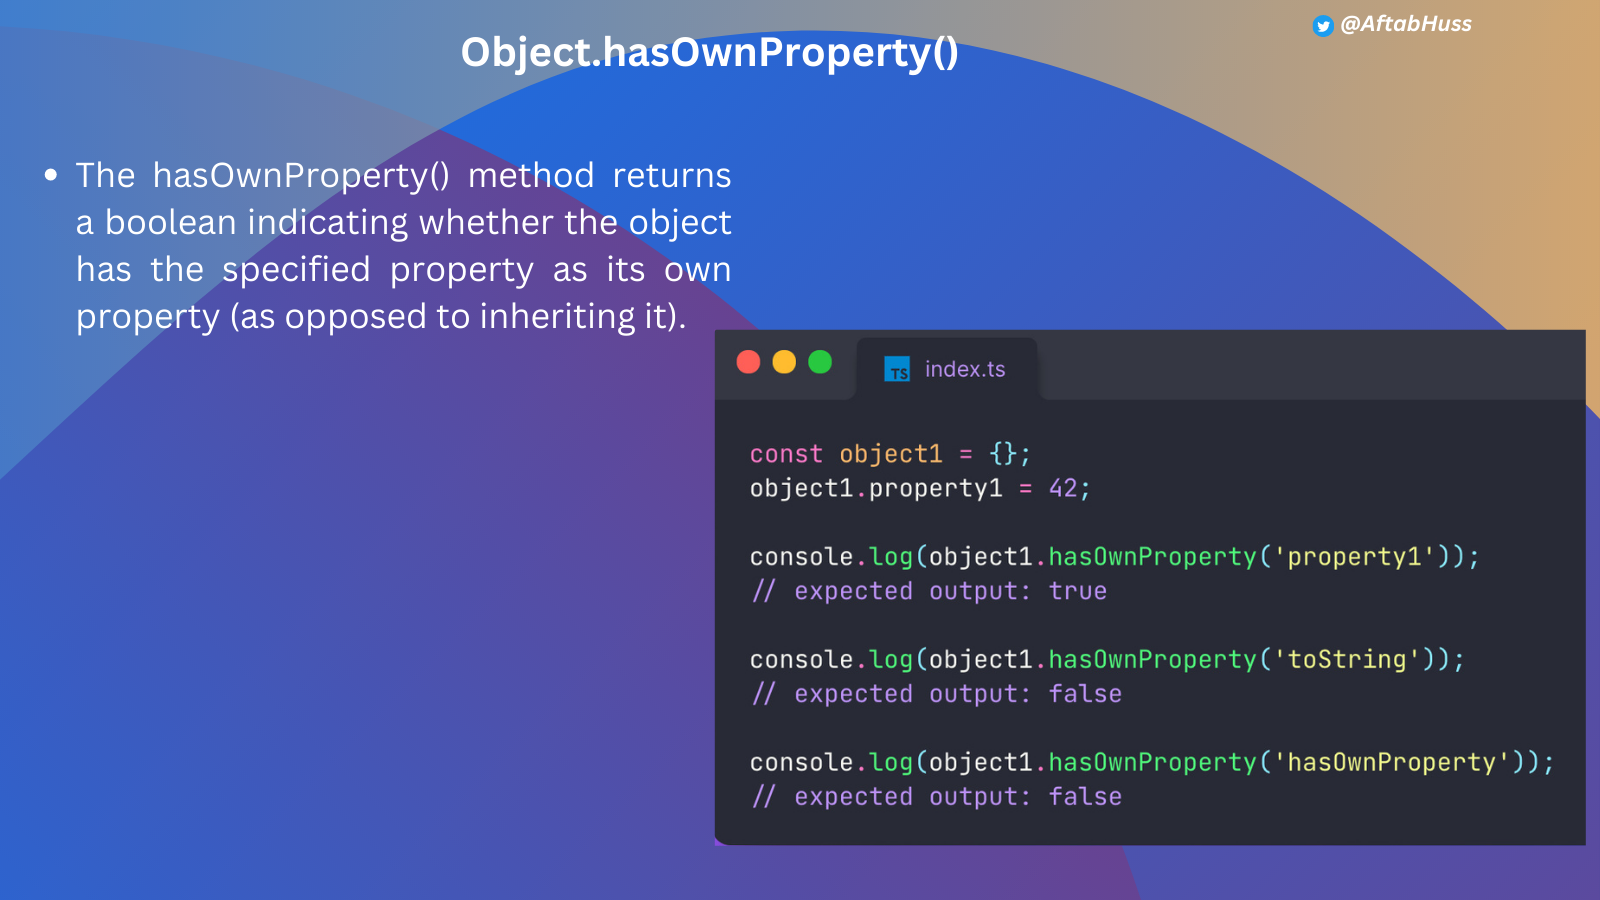 Object.hasOwnProperty()
@AftabHuss
• The hasOwnProperty() method returns
a boolean indicating whether the object
has the specified property as its own
property (as opposed to inheriting it).
TS index.ts
const object1 = {};
object1.property1 = 42;
console.log(object1.hasOwnProperty('property1'));
// expected output: true
console.log(object1.hasOwnProperty('toString'));
// expected output: false
console.log(object1.hasOwnProperty('hasOwnProperty'));
// expected output: false